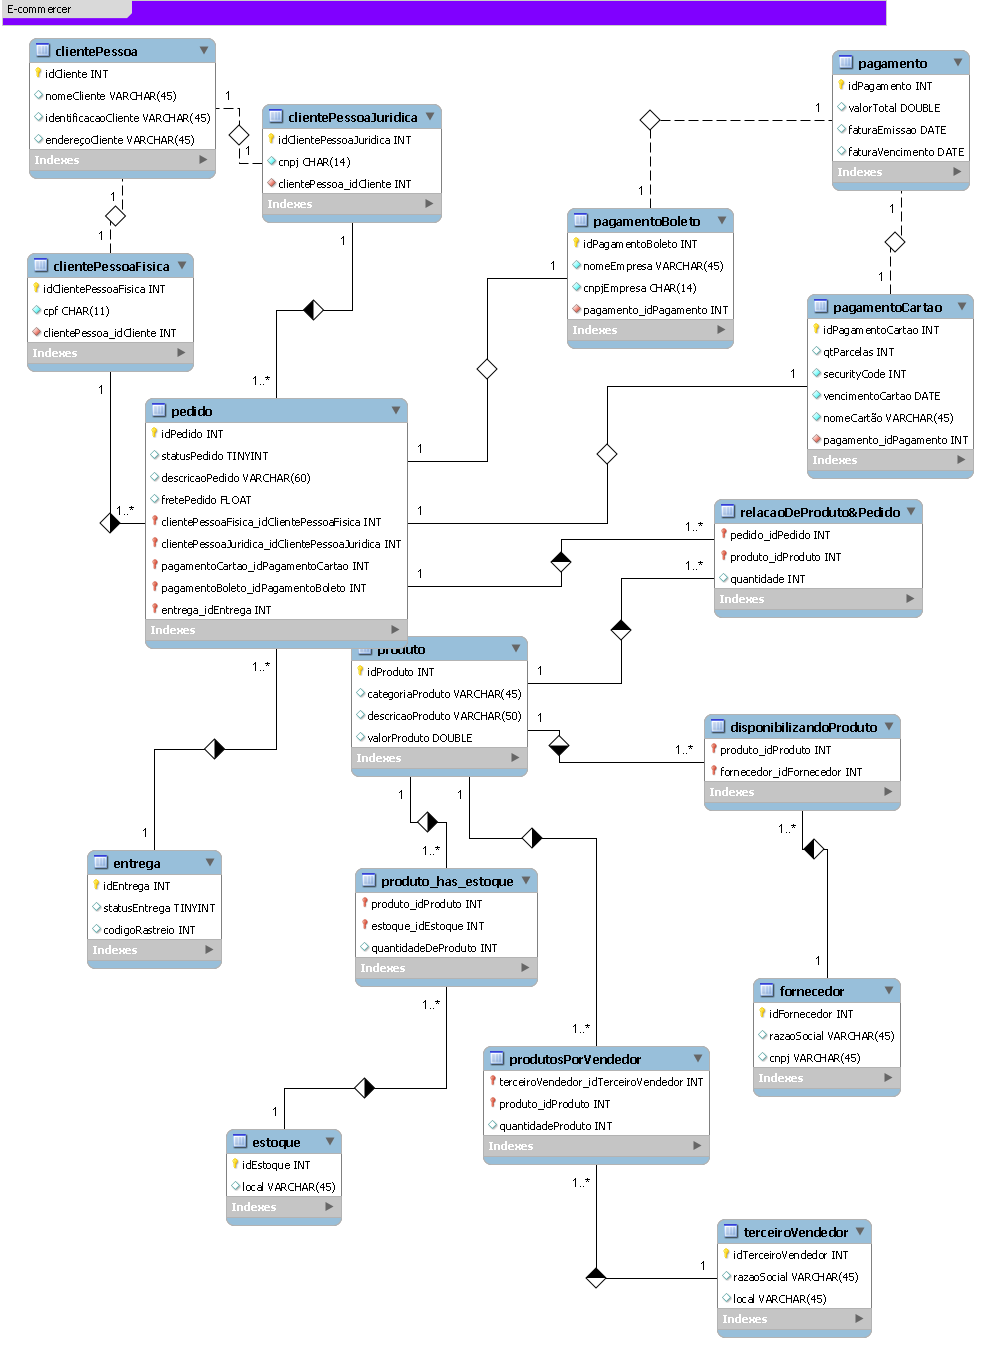 E-commercer
clientePessoa
idCliente INT
nomeCliente VARCHAR(45)
identificacaoCliente VARCHAR(45)
endereçoCliente VARCHAR(45)
Indexes
1
1
clientePessoaJuridica
idClientePessoaJuridica INT
cnpj CHAR(14)
clientePessoa_idCliente INT
Indexes
1
1
clientePessoaFisica
idClientePessoaFisica INT
cpf CHAR(11)
clientePessoa_idCliente INT
Indexes
1
1..*
1
1..*
pagamento
idPagamento INT
valorTotal DOUBLE
faturaEmissao DATE
faturaVencimento DATE
Indexes
1
1
1
1
pagamentoBoleto
idPagamentoBoleto INT
nomeEmpresa VARCHAR(45)
cnpjEmpresa CHAR(14)
pagamento_idPagamento INT
Indexes
1
pagamentoCartao
idPagamentoCartao INT
qtParcelas INT
securityCode INT
vencimentoCartao DATE
nomeCartão VARCHAR(45)
pagamento_idPagamento INT
Indexes
1
pedido
idPedido INT
statusPedido TINYINT
descricaoPedido VARCHAR(60)
fretePedido FLOAT
clientePessoaFisica_idClientePessoaFisica INT
clientePessoaJuridica_idClientePessoaJuridica INT
pagamentoCartao_idPagamentoCartao INT
pagamentoBoleto_idPagamentoBoleto INT
entrega_idEntrega INT
Indexes
1
1
1
1..*
1..*
1..*
relacaoDeProduto&Pedido
pedido_idPedido INT
produto_idProduto INT
quantidade INT
Indexes
produto
idProduto INT
categoriaProduto VARCHAR(45)
descricaoProduto VARCHAR(50)
valorProduto DOUBLE
Indexes
1
1
1..*
disponibilizandoProduto
produto_idProduto INT
fornecedor_idFornecedor INT
Indexes
1..*
1
1
1
1..*
1
entrega
idEntrega INT
statusEntrega TINYINT
codigoRastreio INT
Indexes
produto_has_estoque
produto_idProduto INT
estoque_idEstoque INT
quantidadeDeProduto INT
Indexes
1..*
1
fornecedor
idFornecedor INT
razaoSocial VARCHAR(45)
cnpj VARCHAR(45)
Indexes
1..*
produtosPorVendedor
terceiroVendedor_idTerceiroVendedor INT
produto_idProduto INT
quantidadeProduto INT
Indexes
1..*
estoque
idEstoque INT
local VARCHAR(45)
Indexes
1
terceiroVendedor
idTerceiroVendedor INT
razaoSocial VARCHAR(45)
local VARCHAR(45)
Indexes